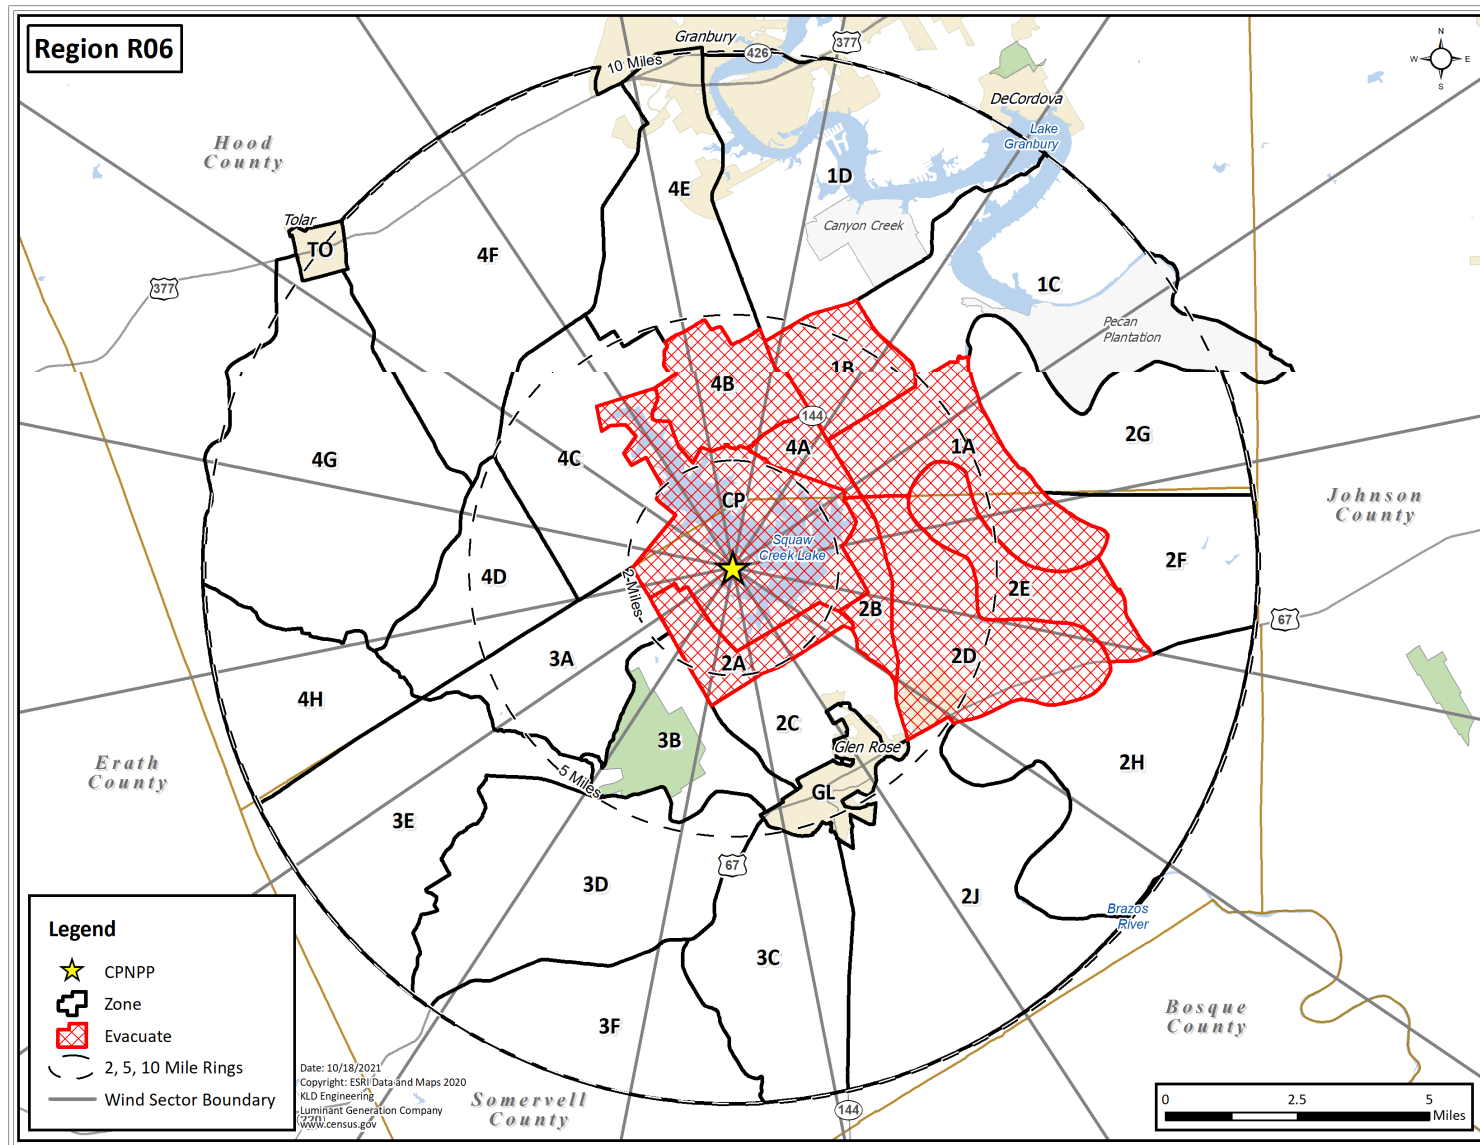 Region R06
N
W E
S
Granbury
426
377
10 Miles
DeCordova
Lake
Granbury
Hood
County
4E
1D
Tolar
TO
Canyon Creek
4F
377
1C
Pecan
Plantation
4B
1B
144
2G
4G
4C
4A
1A
CP
Johnson
County
Squaw
Creek Lake
2F
4D
2 Miles
2E
2B
67
3A
2A
2D
4H
2C
3B
Glen Rose
Erath
County
5 Miles
2H
GL
3E
67
3D
2J
Brazos
River
3C
Bosque
County
3F
Legend
CPNPP
Zone
Evacuate
2, 5, 10 Mile Rings
Wind Sector Boundary
Date: 10/18/2021
Copyright: ESRI Data and Maps 2020
KLD Engineering
Luminant Generation Company
www.census.gov
Somervell
County
144
0 2.5 5
Miles